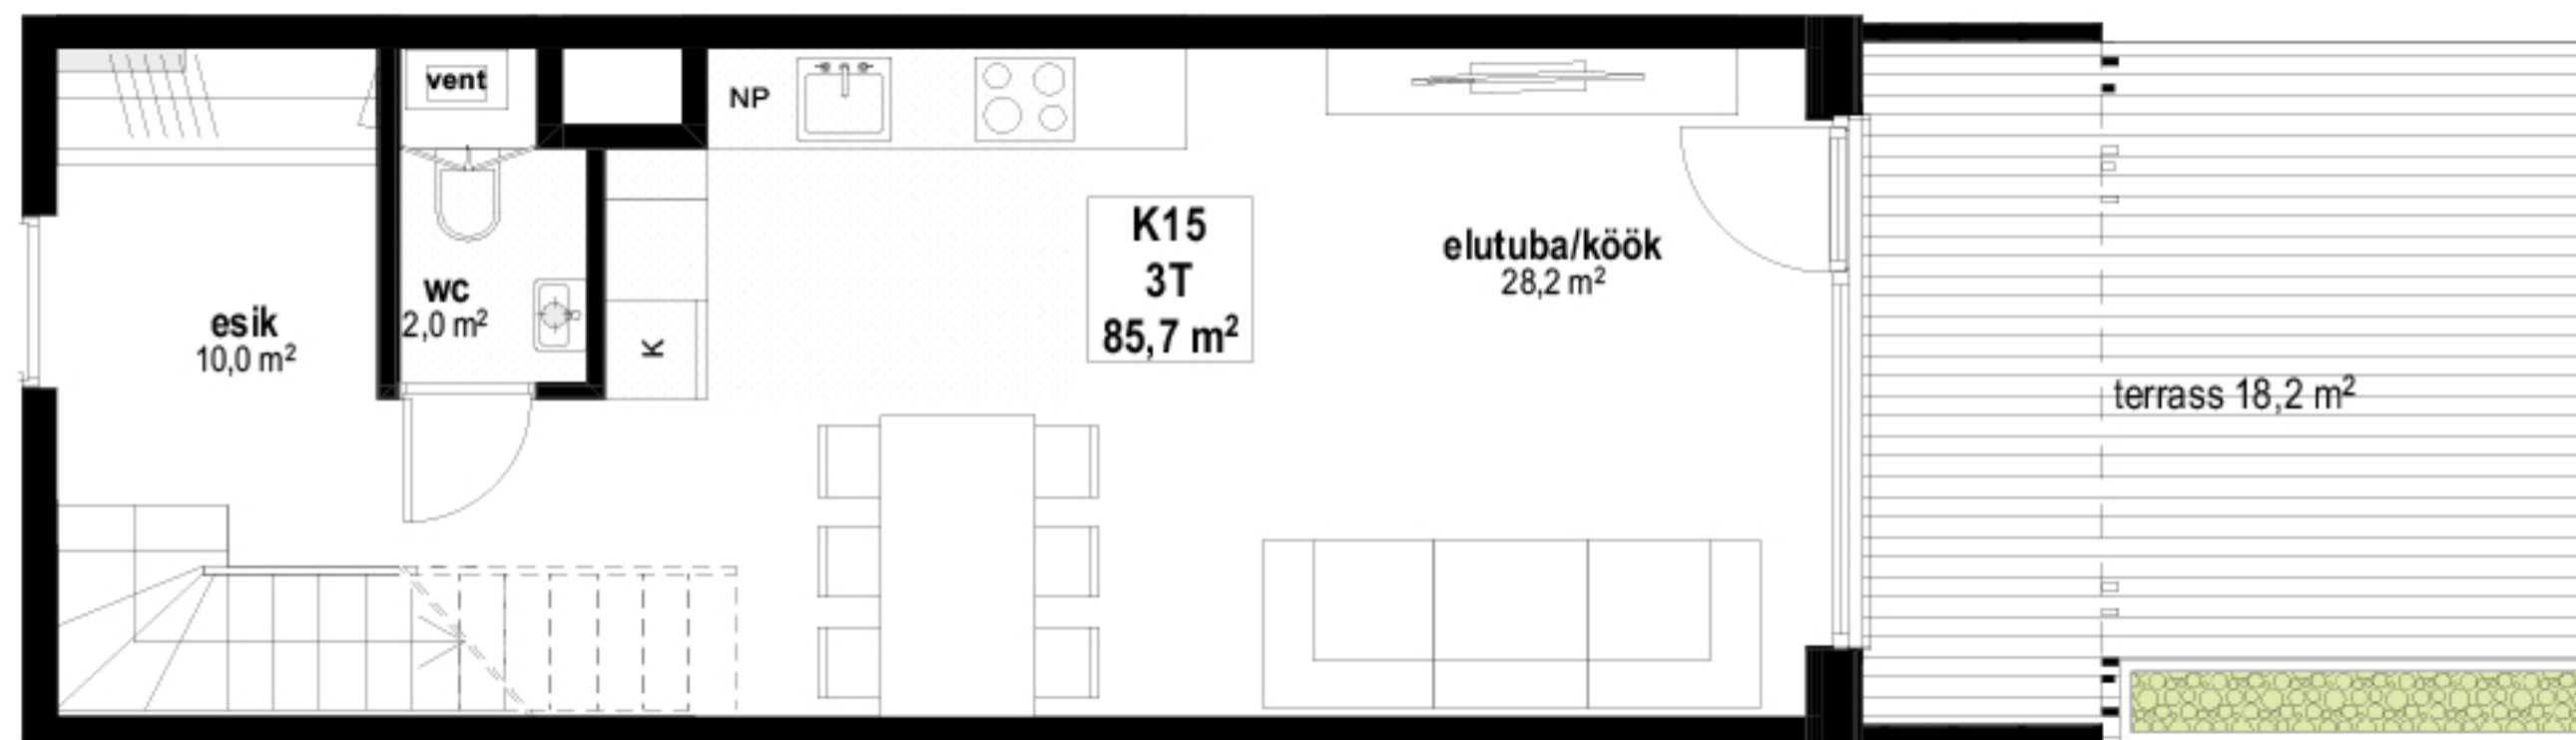 vent
NP
K15
3T
85,7 m²
elutuba/köök
28,2 m²
wc
2,0 m²
esik
10,0 m²
K
terrass 18,2 m²